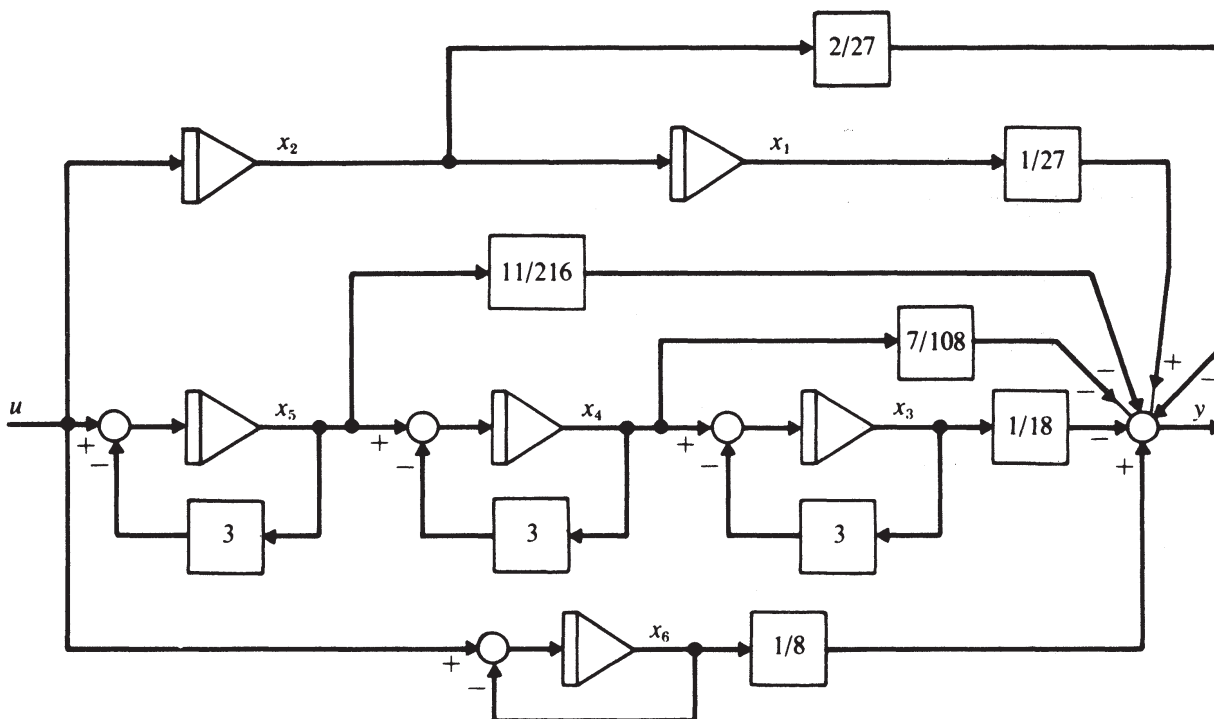 2/27
x₂
x₁
1/27
11/216
7/108
−
+
−
−
u
x₅
x₄
x₃
1/18
y
+
−
+
−
+
−
−
+
3
3
3
x₆
1/8
+
−